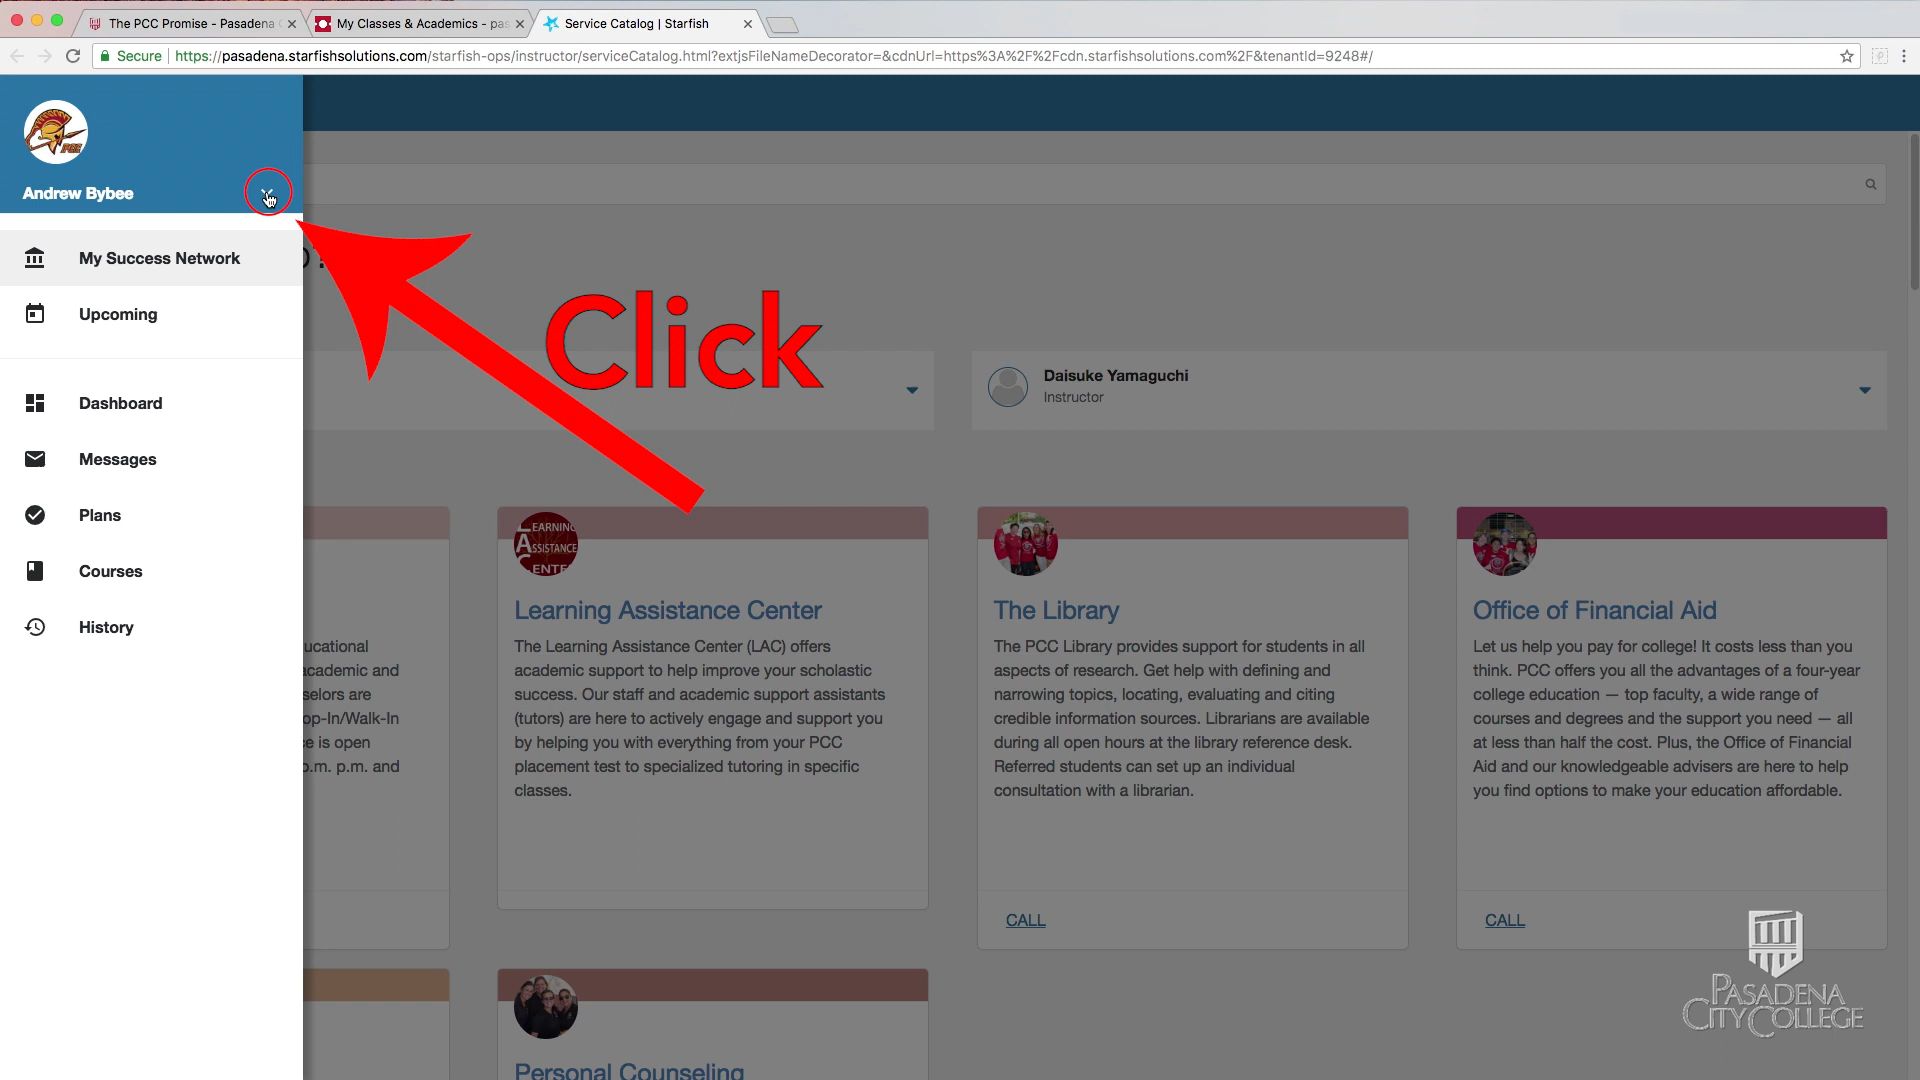 The PCC Promise - Pasadena
My Classes & Academics - pas
Service Catalog | Starfish
Secure
https://pasadena.starfishsolutions.com/starfish-ops/instructor/serviceCatalog.html?extjsFileNameDecorator=&cdnUrl=https%3A%2F%2Fcdn.starfishsolutions.com%2F&tenantId=9248#/
PCC
Andrew Bybee
My Success Network
Upcoming
Dashboard
Messages
Plans
Courses
History
Click
Daisuke Yamaguchi
Instructor
ucational
academic and
selors are
op-In/Walk-In
ce is open
p.m. p.m. and
LEARNING
ASSISTANCE
CENTE
Learning Assistance Center
The Learning Assistance Center (LAC) offers
academic support to help improve your scholastic
success. Our staff and academic support assistants
(tutors) are here to actively engage and support you
by helping you with everything from your PCC
placement test to specialized tutoring in specific
classes.
The Library
The PCC Library provides support for students in all
aspects of research. Get help with defining and
narrowing topics, locating, evaluating and citing
credible information sources. Librarians are available
during all open hours at the library reference desk.
Referred students can set up an individual
consultation with a librarian.
CALL
Office of Financial Aid
Let us help you pay for college! It costs less than you
think. PCC offers you all the advantages of a four-year
college education — top faculty, a wide range of
courses and degrees and the support you need — all
at less than half the cost. Plus, the Office of Financial
Aid and our knowledgeable advisers are here to help
you find options to make your education affordable.
CALL
Personal Counseling
PASADENA
CITY COLLEGE